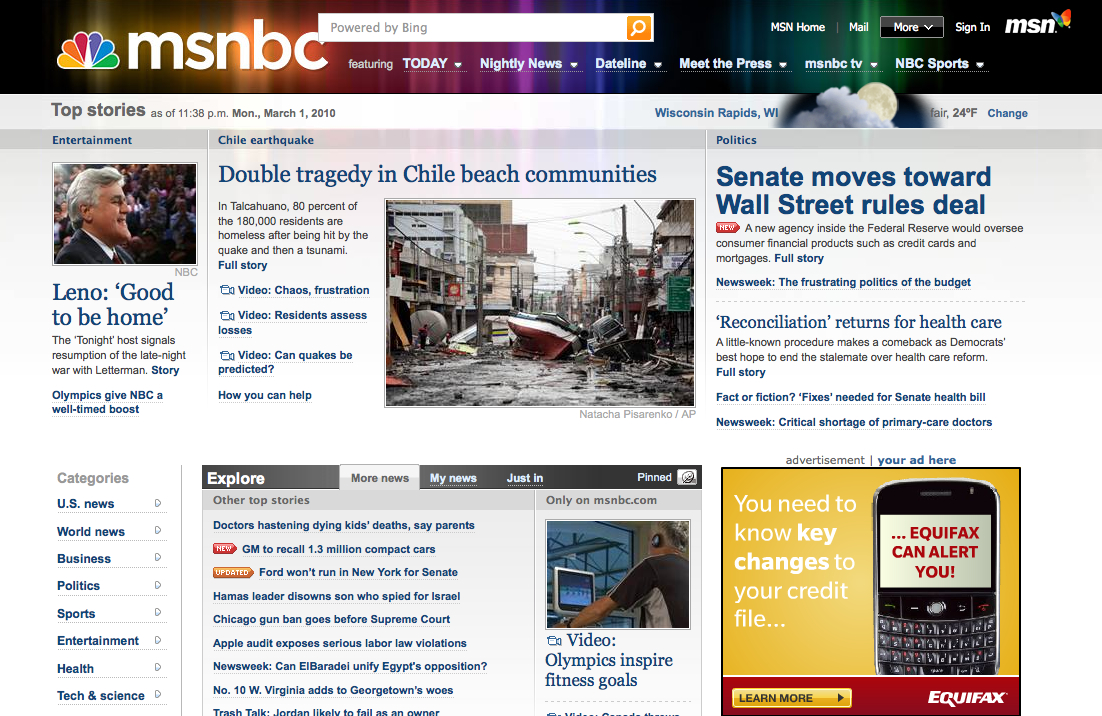 msnbc
Powered by Bing
MSN Home | Mail
More
Sign In
msn
featuring TODAY
Nightly News
Dateline
Meet the Press
msnbc tv
NBC Sports
Top stories as of 11:38 p.m. Mon., March 1, 2010
Wisconsin Rapids, WI
fair, 24°F Change
Entertainment
NBC
Leno: ‘Good
to be home’
The 'Tonight' host signals
resumption of the late-night
war with Letterman. Story
Olympics give NBC a
well-timed boost
Chile earthquake
Double tragedy in Chile beach communities
In Talcahuano, 80 percent of
the 180,000 residents are
homeless after being hit by the
quake and then a tsunami.
Full story
Video: Chaos, frustration
Video: Residents assess
losses
Video: Can quakes be
predicted?
How you can help
Natacha Pisarenko / AP
Politics
Senate moves toward
Wall Street rules deal
NEW A new agency inside the Federal Reserve would oversee
consumer financial products such as credit cards and
mortgages. Full story
Newsweek: The frustrating politics of the budget
‘Reconciliation’ returns for health care
A little-known procedure makes a comeback as Democrats’
best hope to end the stalemate over health care reform.
Full story
Fact or fiction? ‘Fixes’ needed for Senate health bill
Newsweek: Critical shortage of primary-care doctors
Categories
U.S. news
World news
Business
Politics
Sports
Entertainment
Health
Tech & science
Explore
More news
My news
Just in
Pinned
Other top stories
Doctors hastening dying kids’ deaths, say parents
NEW GM to recall 1.3 million compact cars
UPDATED Ford won’t run in New York for Senate
Hamas leader disowns son who spied for Israel
Chicago gun ban goes before Supreme Court
Apple audit exposes serious labor law violations
Newsweek: Can ElBaradei unify Egypt's opposition?
No. 10 W. Virginia adds to Georgetown’s woes
Trash Talk: Jordan likely to fail as an owner
Only on msnbc.com
Video:
Olympics inspire
fitness goals
Video: Canada throws
advertisement | your ad here
You need to
know key
changes to
your credit
file...
... EQUIFAX
CAN ALERT
YOU!
LEARN MORE
EQUIFAX